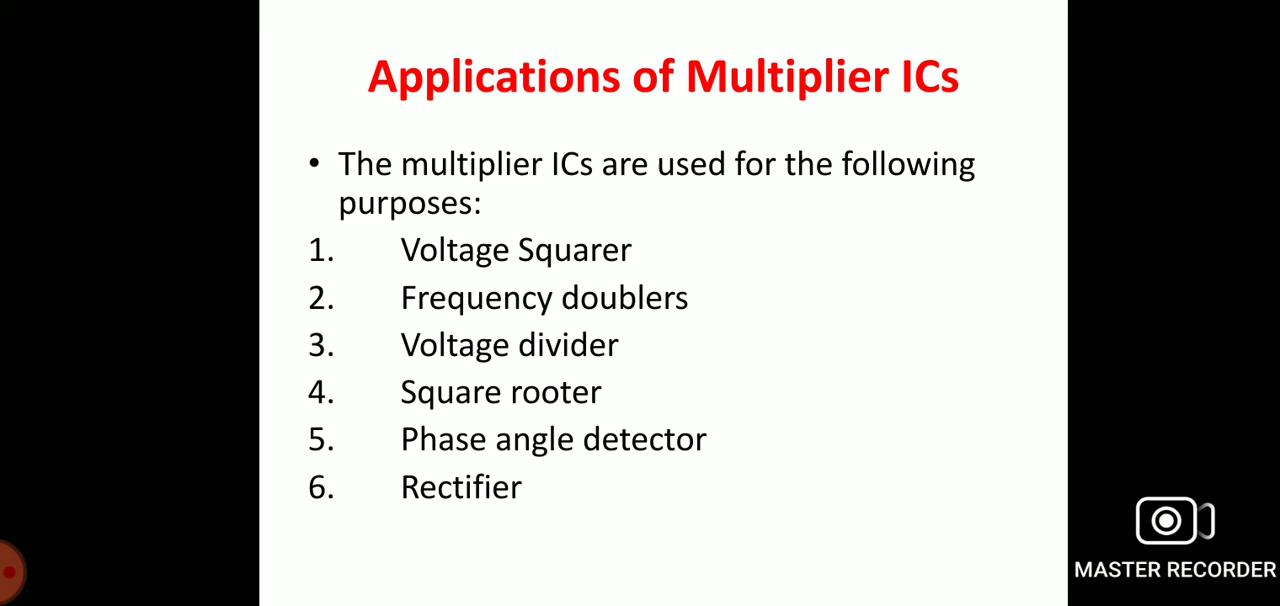 Applications of Multiplier ICs
• The multiplier ICs are used for the following
purposes:
1. Voltage Squarer
2. Frequency doublers
3. Voltage divider
4. Square rooter
5. Phase angle detector
6. Rectifier
MASTER RECORDER